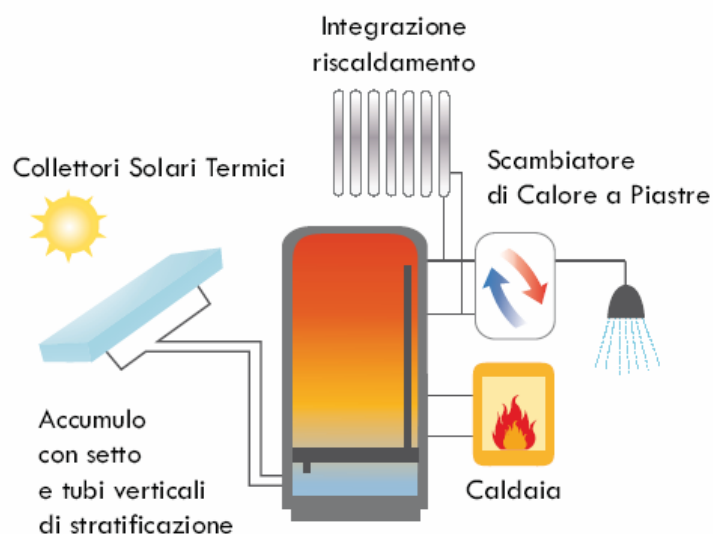 Integrazione
riscaldamento
Collettori Solari Termici
Scambiatore
di Calore a Piastre
Accumulo
con setto
e tubi verticali
di stratificazione
Caldaia